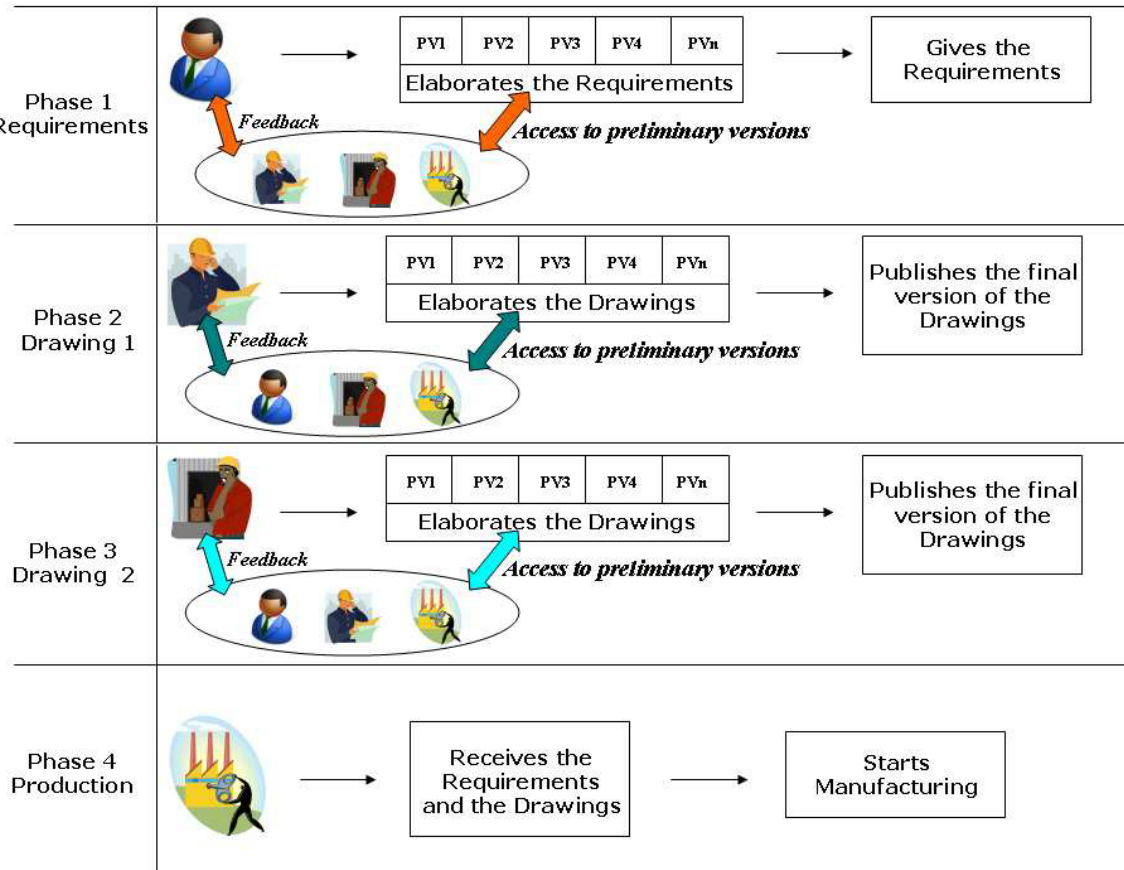 Phase 1
Requirements
PV1 PV2 PV3 PV4 PVn
Elaborates the Requirements
Gives the
Requirements
Feedback
Access to preliminary versions
Phase 2
Drawing 1
PV1 PV2 PV3 PV4 PVn
Elaborates the Drawings
Publishes the final
version of the
Drawings
Feedback
Access to preliminary versions
Phase 3
Drawing 2
PV1 PV2 PV3 PV4 PVn
Elaborates the Drawings
Publishes the final
version of the
Drawings
Feedback
Access to preliminary versions
Phase 4
Production
Receives the
Requirements
and the Drawings
Starts
Manufacturing